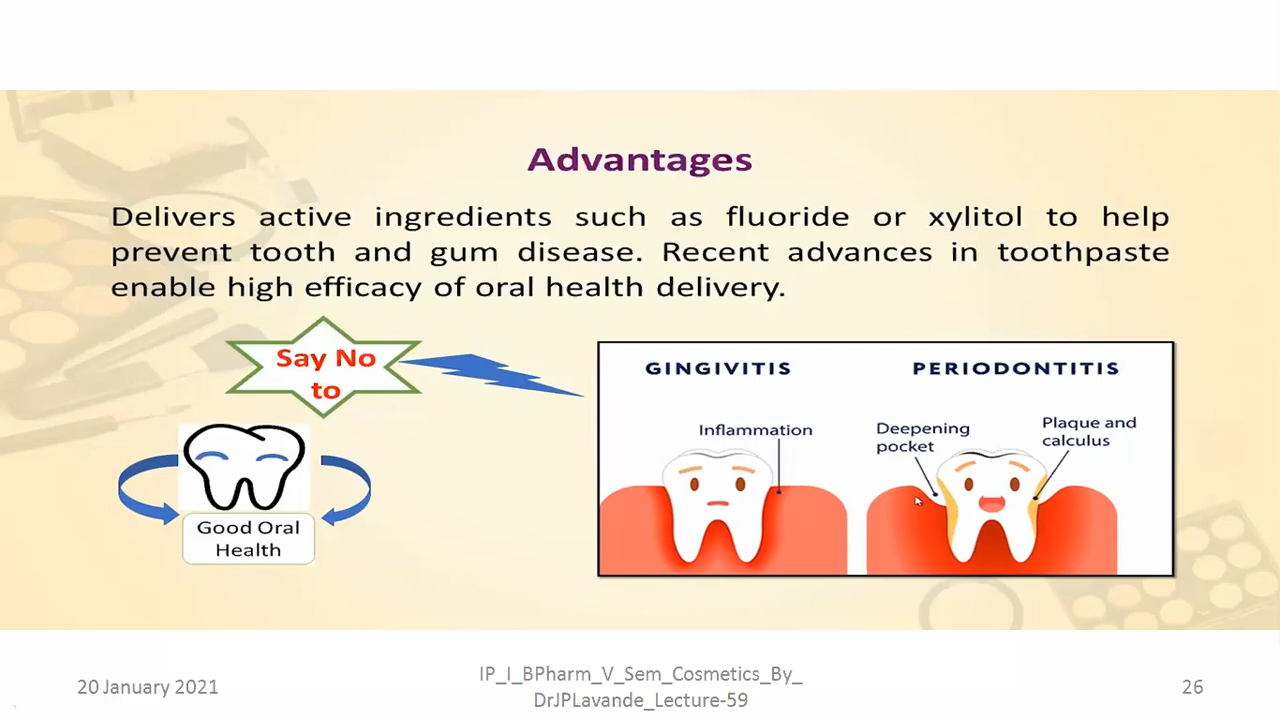 Advantages
Delivers active ingredients such as fluoride or xylitol to help
prevent tooth and gum disease. Recent advances in toothpaste
enable high efficacy of oral health delivery.
Say No
to
GINGIVITIS
PERIODONTITIS
Inflammation
Deepening
pocket
Plaque and
calculus
Good Oral
Health
20 January 2021
IP_I_BPharm_V_Sem_Cosmetics_By_
DrJPLavande_Lecture-59
26